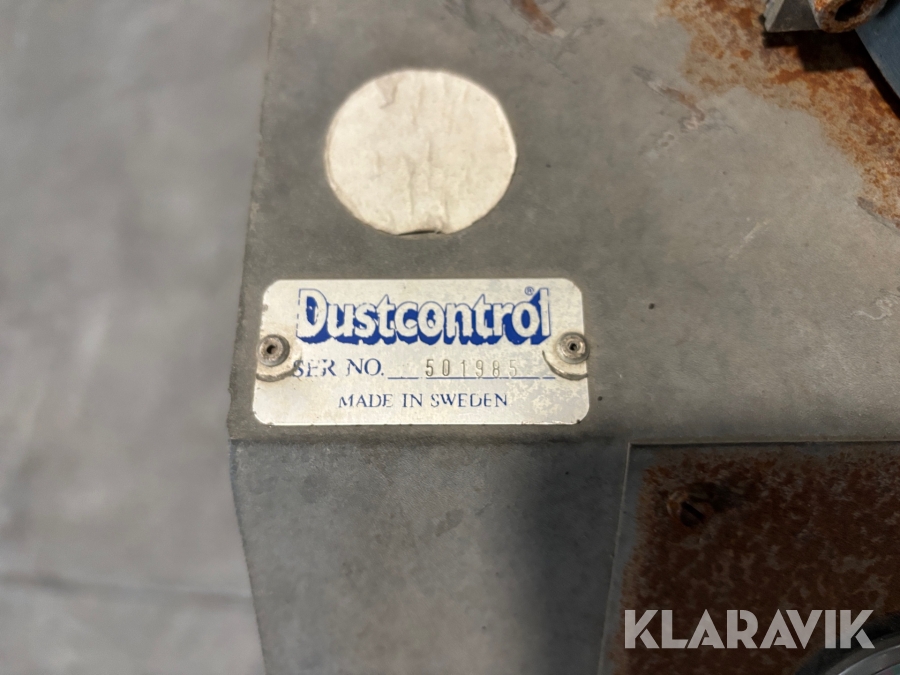 Dustcontrol®
SER NO. 501985
MADE IN SWEDEN
KLARAVIK